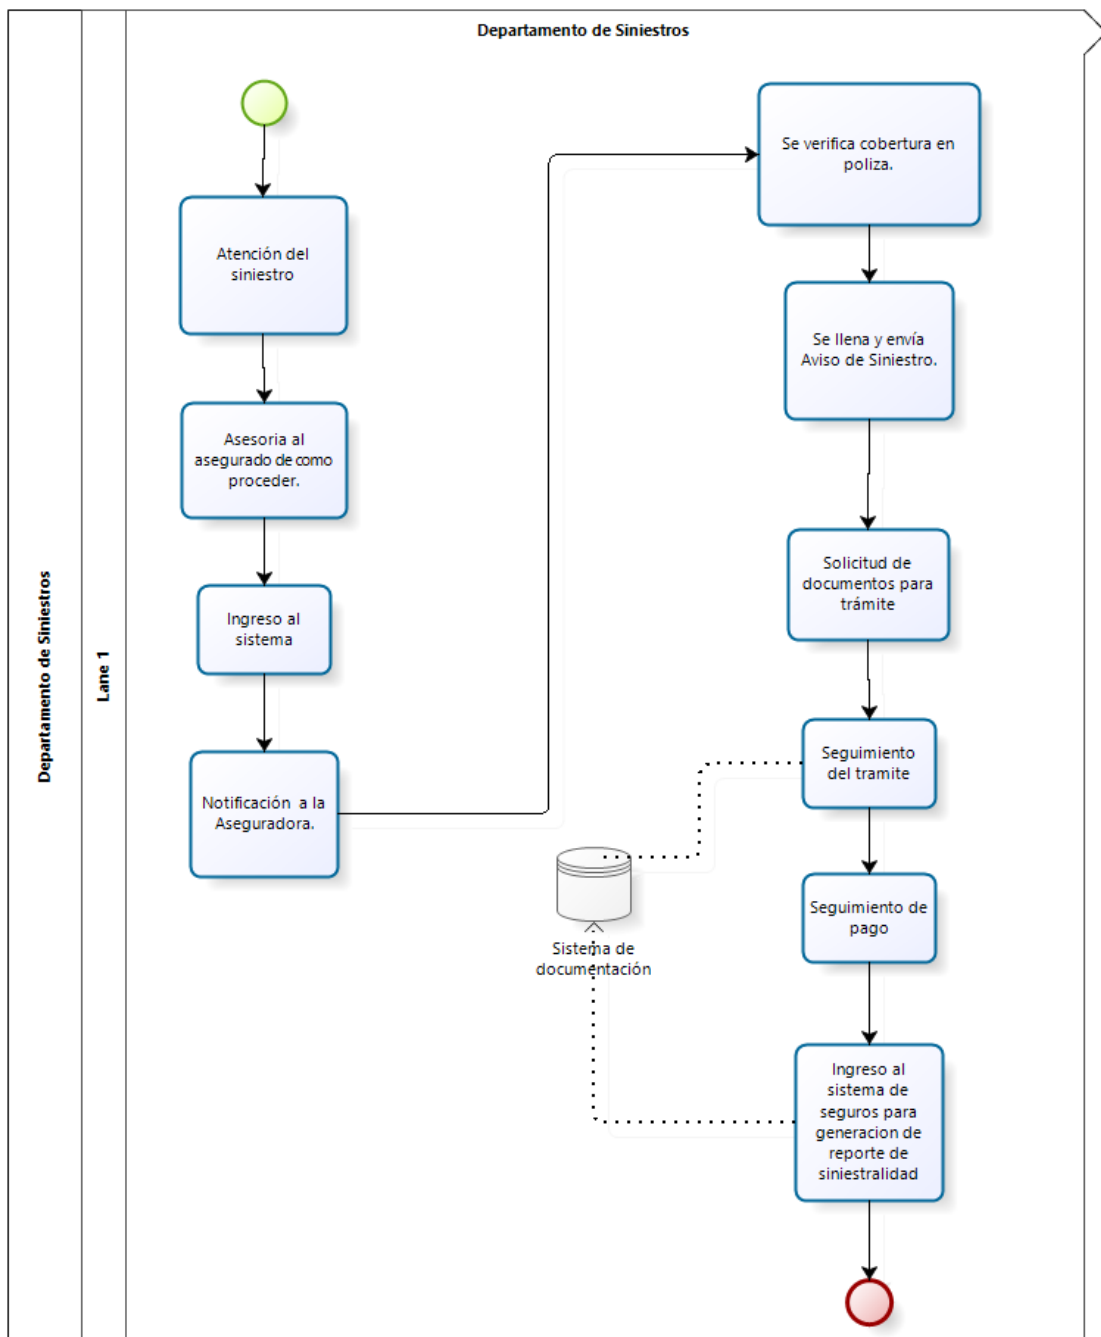 Departamento de Siniestros
Departamento de Siniestros
Lane 1
Atención del
siniestro
Asesoria al
asegurado de como
proceder.
Ingreso al
sistema
Notificación a la
Aseguradora.
Se verifica cobertura en
poliza.
Se llena y envía
Aviso de Siniestro.
Solicitud de
documentos para
trámite
Seguimiento
del tramite
Sistema de
documentación
Seguimiento de
pago
Ingreso al
sistema de
seguros para
generacion de
reporte de
siniestralidad